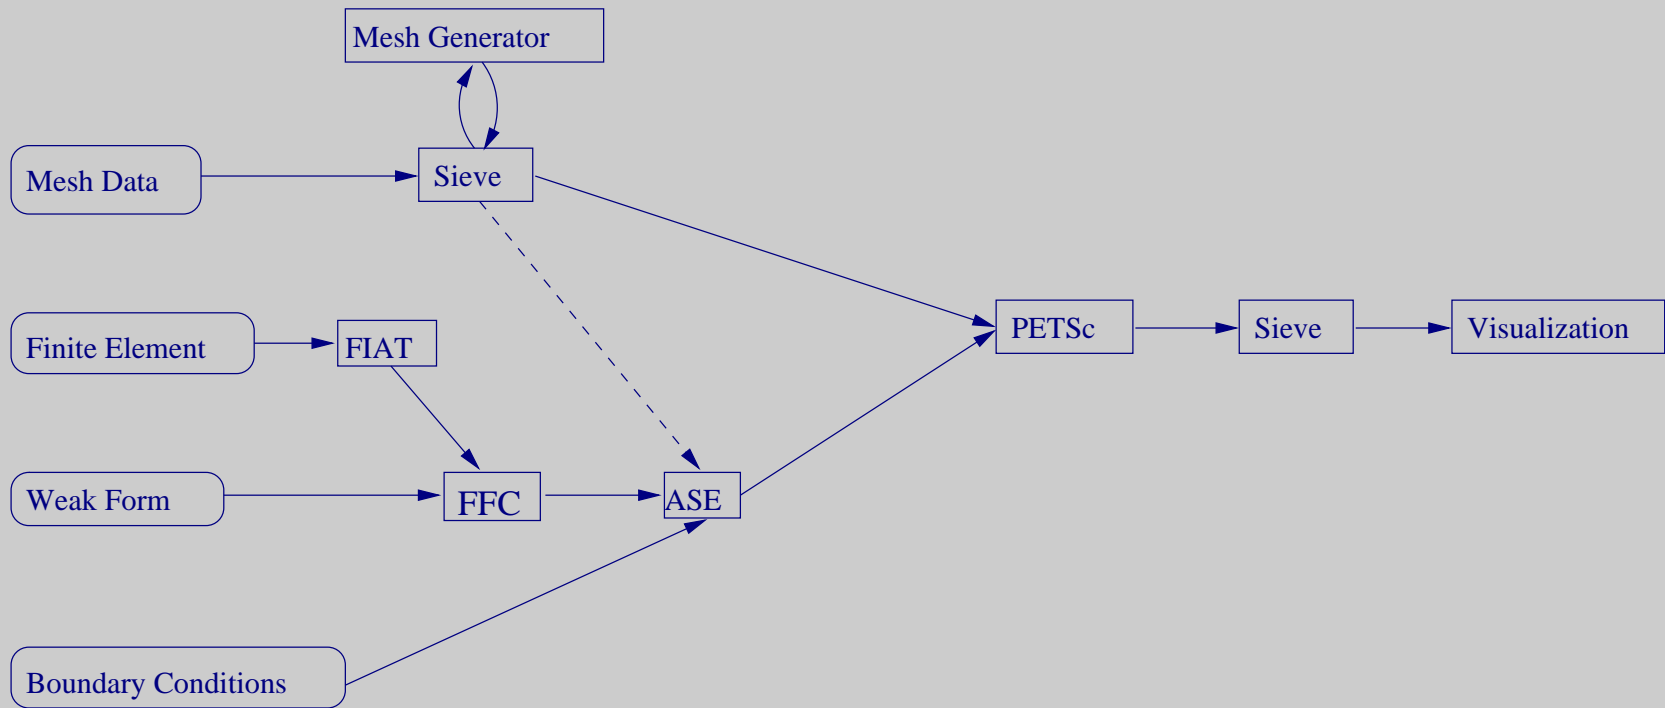 Mesh Generator
Mesh Data
Sieve
Finite Element
FIAT
PETSc
Sieve
Visualization
Weak Form
FFC
ASE
Boundary Conditions